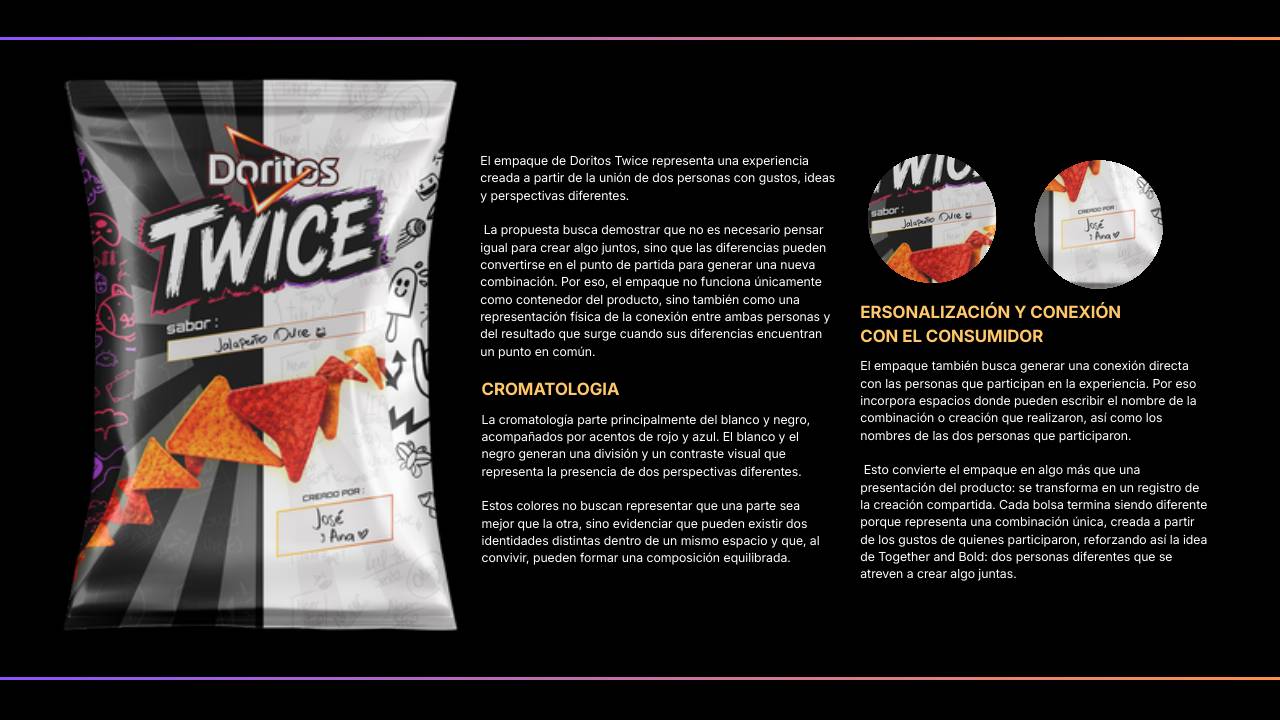 Doritos
TWICE
sabor :
Jalapeño Dulce
CREADO POR :
José
y Ana
El empaque de Doritos Twice representa una experiencia
creada a partir de la unión de dos personas con gustos, ideas
y perspectivas diferentes.
La propuesta busca demostrar que no es necesario pensar
igual para crear algo juntos, sino que las diferencias pueden
convertirse en el punto de partida para generar una nueva
combinación. Por eso, el empaque no funciona únicamente
como contenedor del producto, sino también como una
representación física de la conexión entre ambas personas y
del resultado que surge cuando sus diferencias encuentran
un punto en común.
CROMATOLOGIA
La cromatología parte principalmente del blanco y negro,
acompañados por acentos de rojo y azul. El blanco y el
negro generan una división y un contraste visual que
representa la presencia de dos perspectivas diferentes.
Estos colores no buscan representar que una parte sea
mejor que la otra, sino evidenciar que pueden existir dos
identidades distintas dentro de un mismo espacio y que, al
convivir, pueden formar una composición equilibrada.
TWICE
sabor :
Jalapeño Dulce
CREADO POR :
José
y Ana
ERSONALIZACIÓN Y CONEXIÓN
CON EL CONSUMIDOR
El empaque también busca generar una conexión directa
con las personas que participan en la experiencia. Por eso
incorpora espacios donde pueden escribir el nombre de la
combinación o creación que realizaron, así como los
nombres de las dos personas que participaron.
Esto convierte el empaque en algo más que una
presentación del producto: se transforma en un registro de
la creación compartida. Cada bolsa termina siendo diferente
porque representa una combinación única, creada a partir
de los gustos de quienes participaron, reforzando así la idea
de Together and Bold: dos personas diferentes que se
atreven a crear algo juntas.